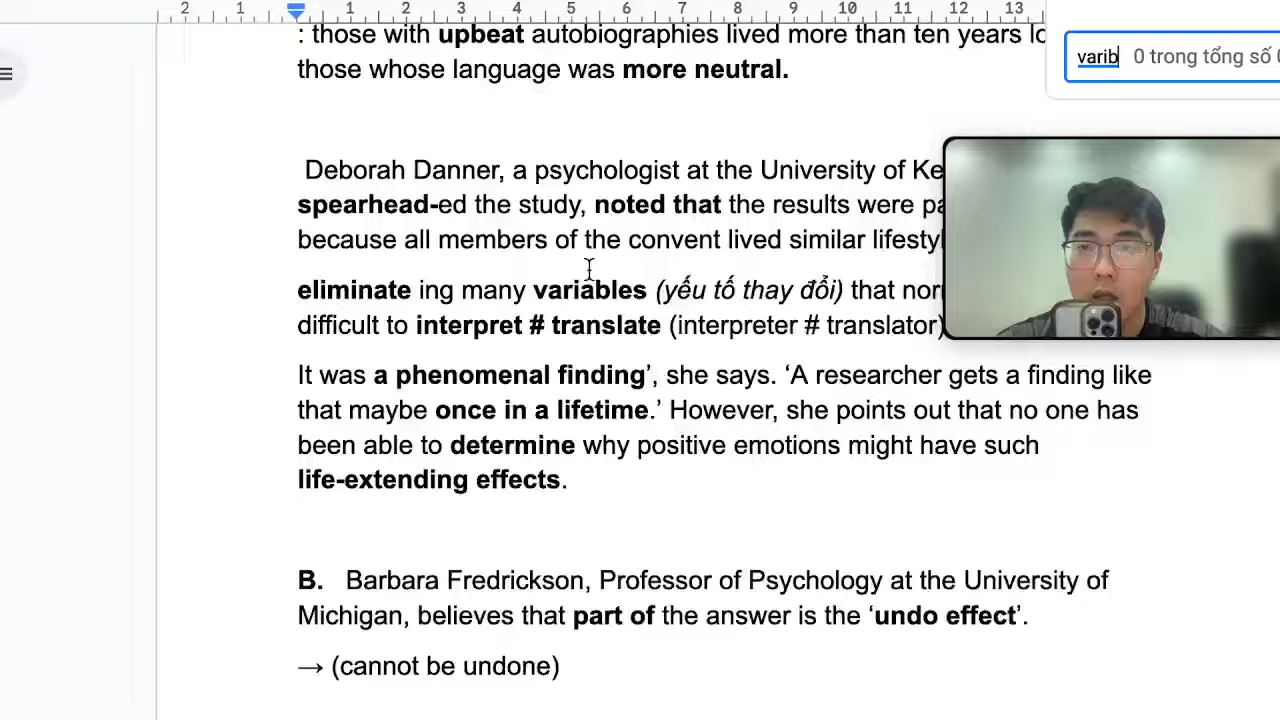 2 1 1 2 3 4 5 6 7 8 9 10 11 12 13
varib 0 trong tổng số
: those with upbeat autobiographies lived more than ten years
those whose language was more neutral.
Deborah Danner, a psychologist at the University of
spearhead-ed the study, noted that the results were
because all members of the convent lived similar
eliminate ing many variables (yếu tố thay đổi) that
difficult to interpret # translate (interpreter # translator)
It was a phenomenal finding’, she says. ‘A researcher gets a finding like
that maybe once in a lifetime.’ However, she points out that no one has
been able to determine why positive emotions might have such
life-extending effects.
B. Barbara Fredrickson, Professor of Psychology at the University of
Michigan, believes that part of the answer is the ‘undo effect’.
→ (cannot be undone)